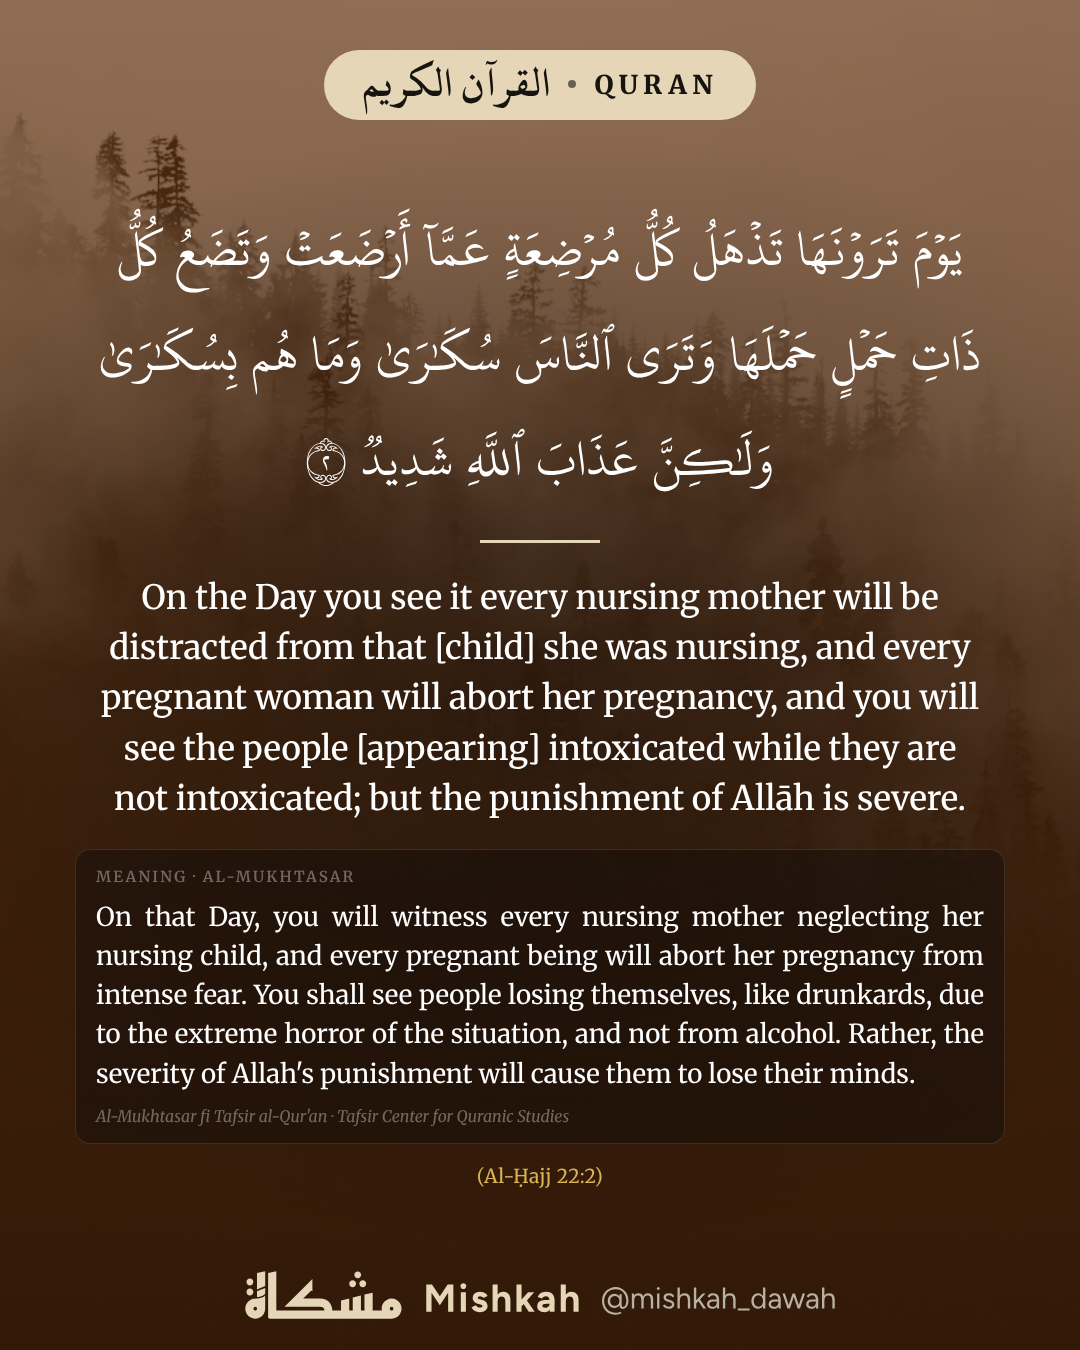 القرآن الكريم • QURAN
يَوْمَ تَرَوْنَهَا تَذْهَلُ كُلُّ مُرْضِعَةٍ عَمَّآ أَرْضَعَتْ وَتَضَعُ كُلُّ
ذَاتِ حَمْلٍ حَمْلَهَا وَتَرَى ٱلنَّاسَ سُكَـٰرَىٰ وَمَا هُم بِسُكَـٰرَىٰ
وَلَـٰكِنَّ عَذَابَ ٱللَّهِ شَدِيدٌ ٢
On the Day you see it every nursing mother will be
distracted from that [child] she was nursing, and every
pregnant woman will abort her pregnancy, and you will
see the people [appearing] intoxicated while they are
not intoxicated; but the punishment of Allāh is severe.
MEANING · AL-MUKHTASAR
On that Day, you will witness every nursing mother neglecting her
nursing child, and every pregnant being will abort her pregnancy from
intense fear. You shall see people losing themselves, like drunkards, due
to the extreme horror of the situation, and not from alcohol. Rather, the
severity of Allah's punishment will cause them to lose their minds.
Al-Mukhtasar fi Tafsir al-Qur'an · Tafsir Center for Quranic Studies
(Al-Ḥajj 22:2)
مشكاة Mishkah @mishkah_dawah